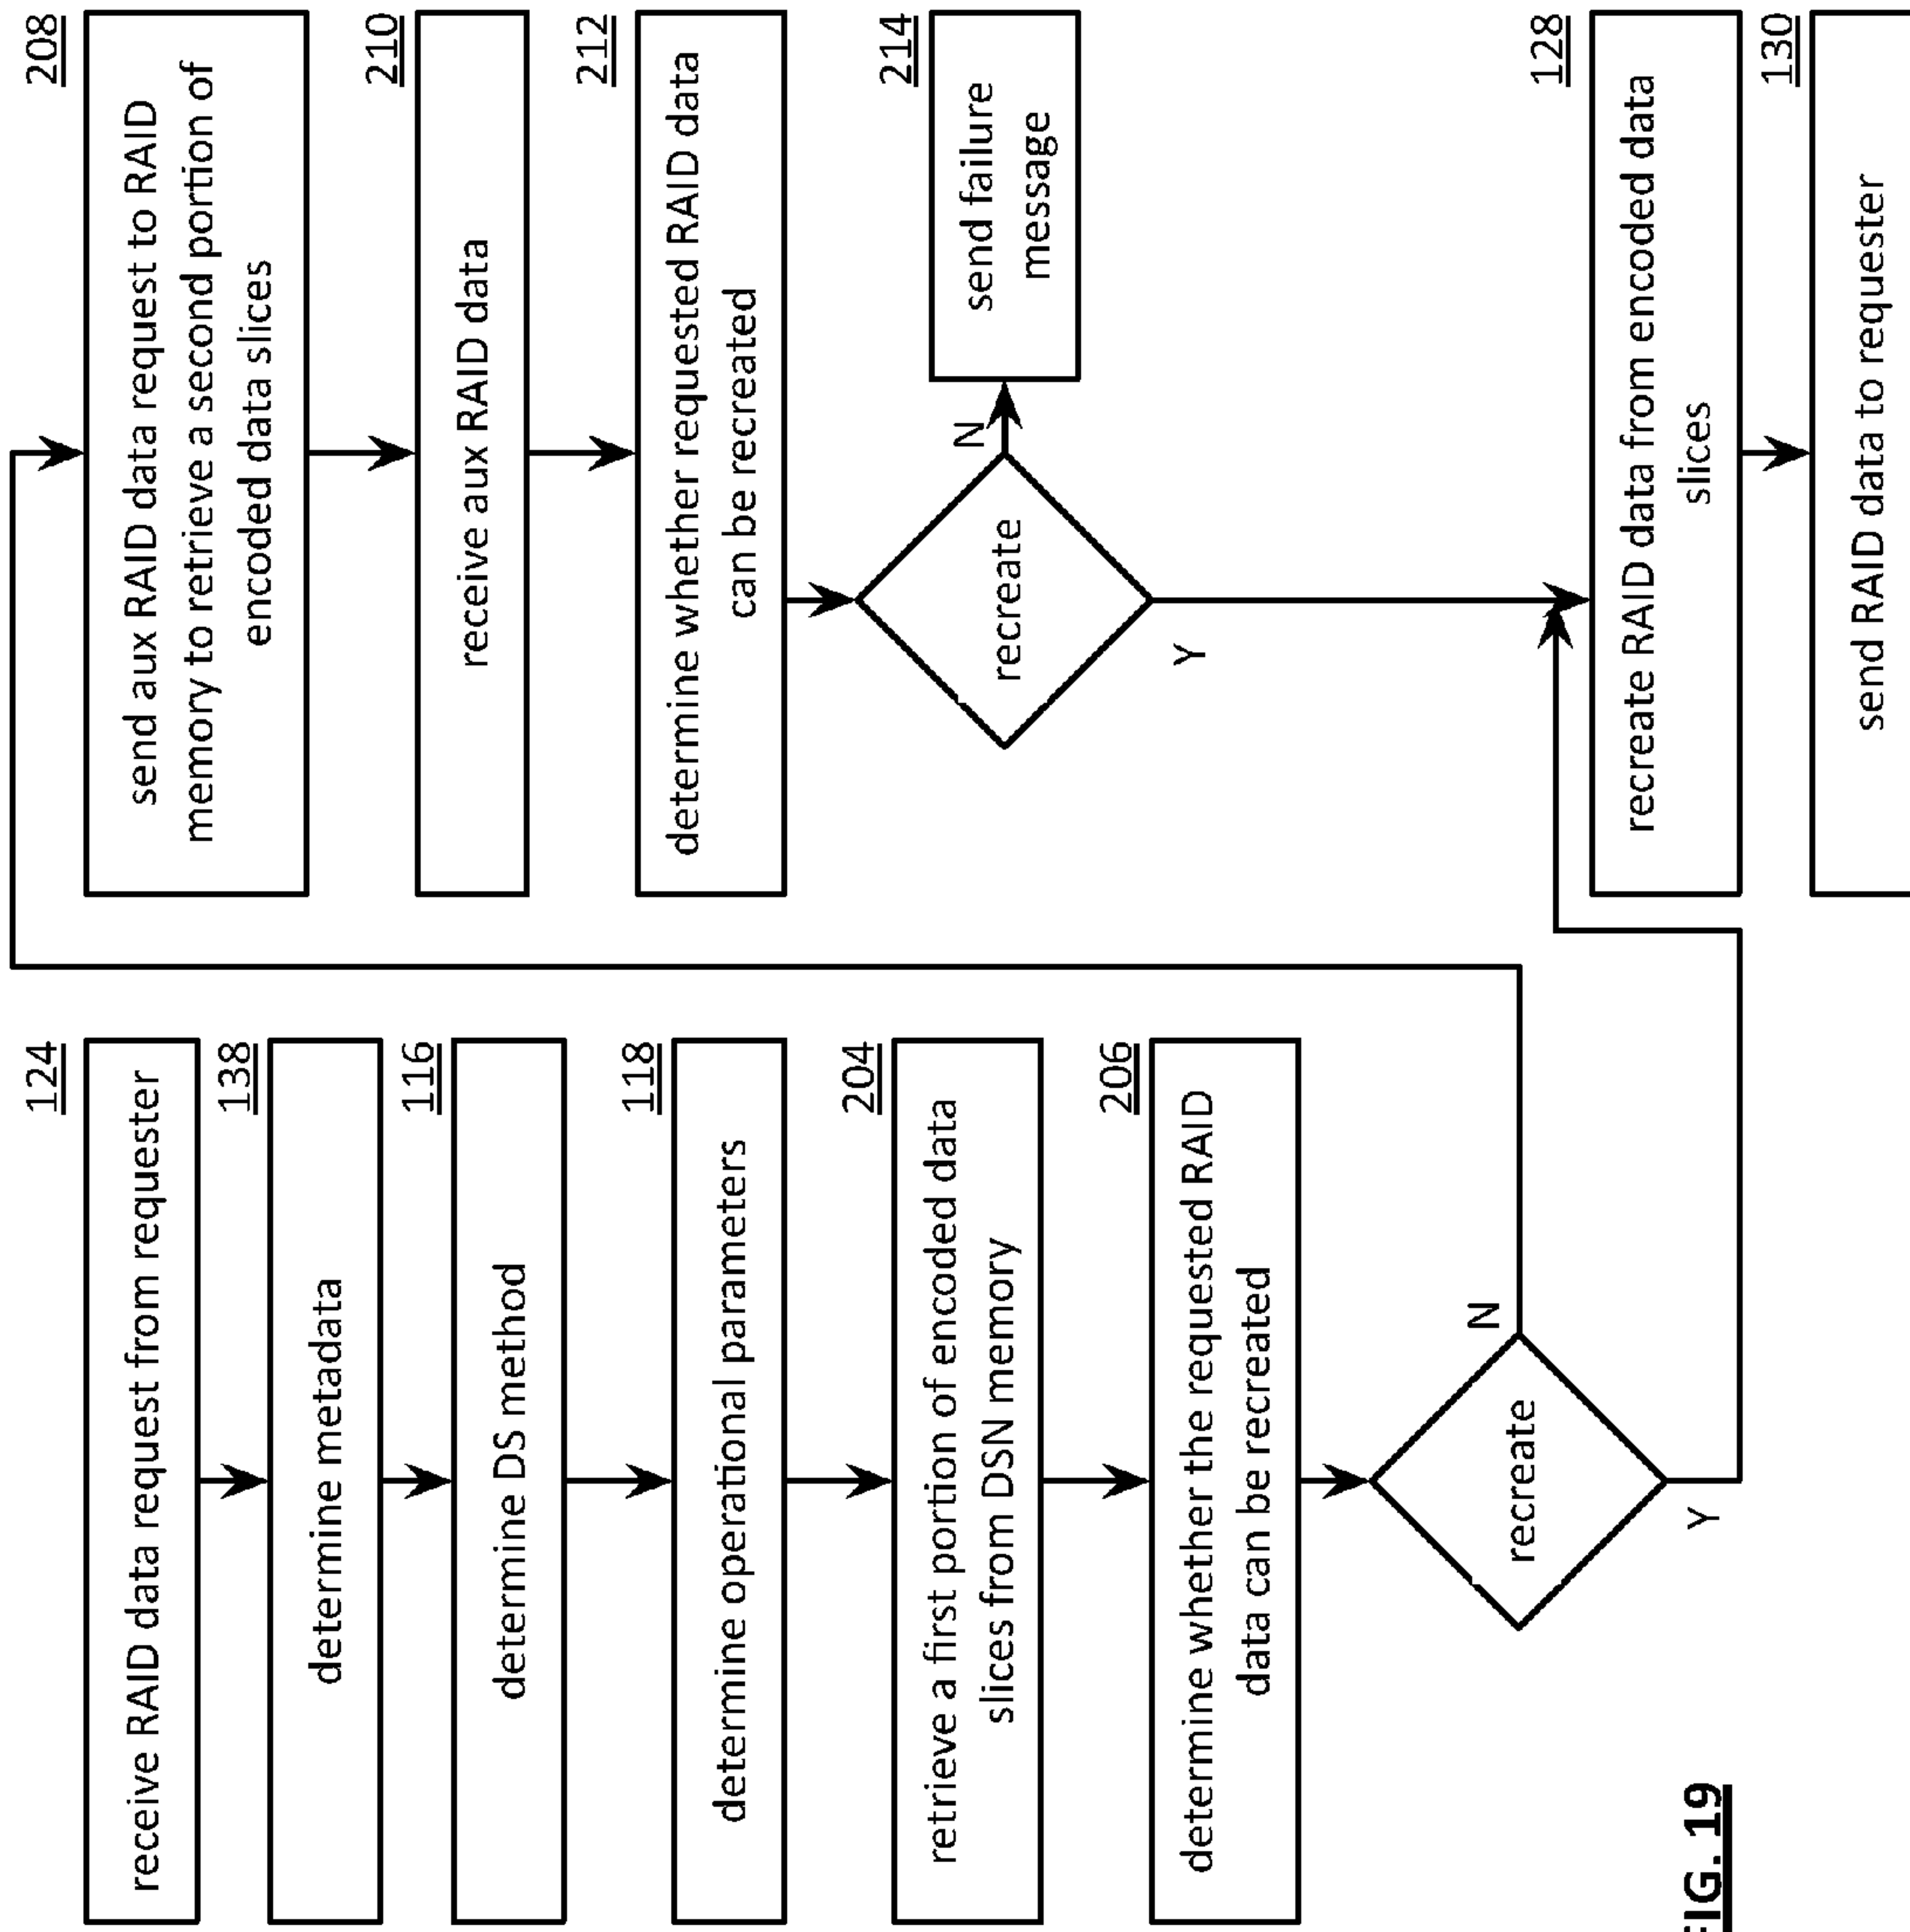 124
receive RAID data request from requester
138
determine metadata
116
determine DS method
118
determine operational parameters
204
retrieve a first portion of encoded data
slices from DSN memory
206
determine whether the requested RAID
data can be recreated
recreate
N
Y
208
send aux RAID data request to RAID
memory to retrieve a second portion of
encoded data slices
210
receive aux RAID data
212
determine whether requested RAID data
can be recreated
recreate
N
214
send failure
message
Y
128
recreate RAID data from encoded data
slices
130
send RAID data to requester
FIG. 19